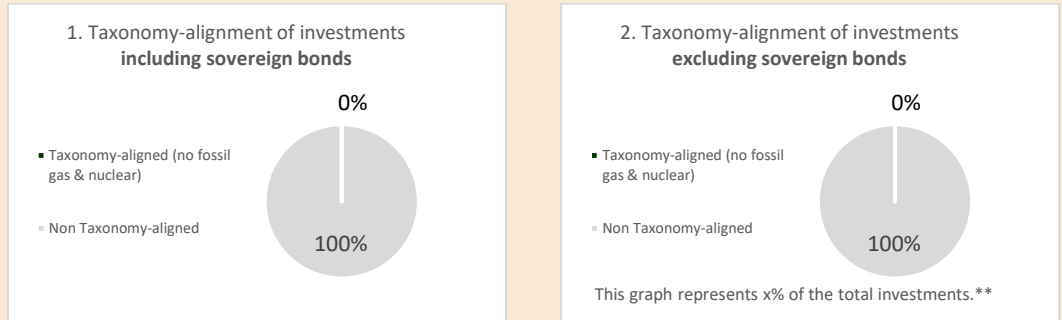 1. Taxonomy-alignment of investments
including sovereign bonds
0%
Taxonomy-aligned (no fossil
gas & nuclear)
Non Taxonomy-aligned
100%
2. Taxonomy-alignment of investments
excluding sovereign bonds
0%
Taxonomy-aligned (no fossil
gas & nuclear)
Non Taxonomy-aligned
100%
This graph represents x% of the total investments.**